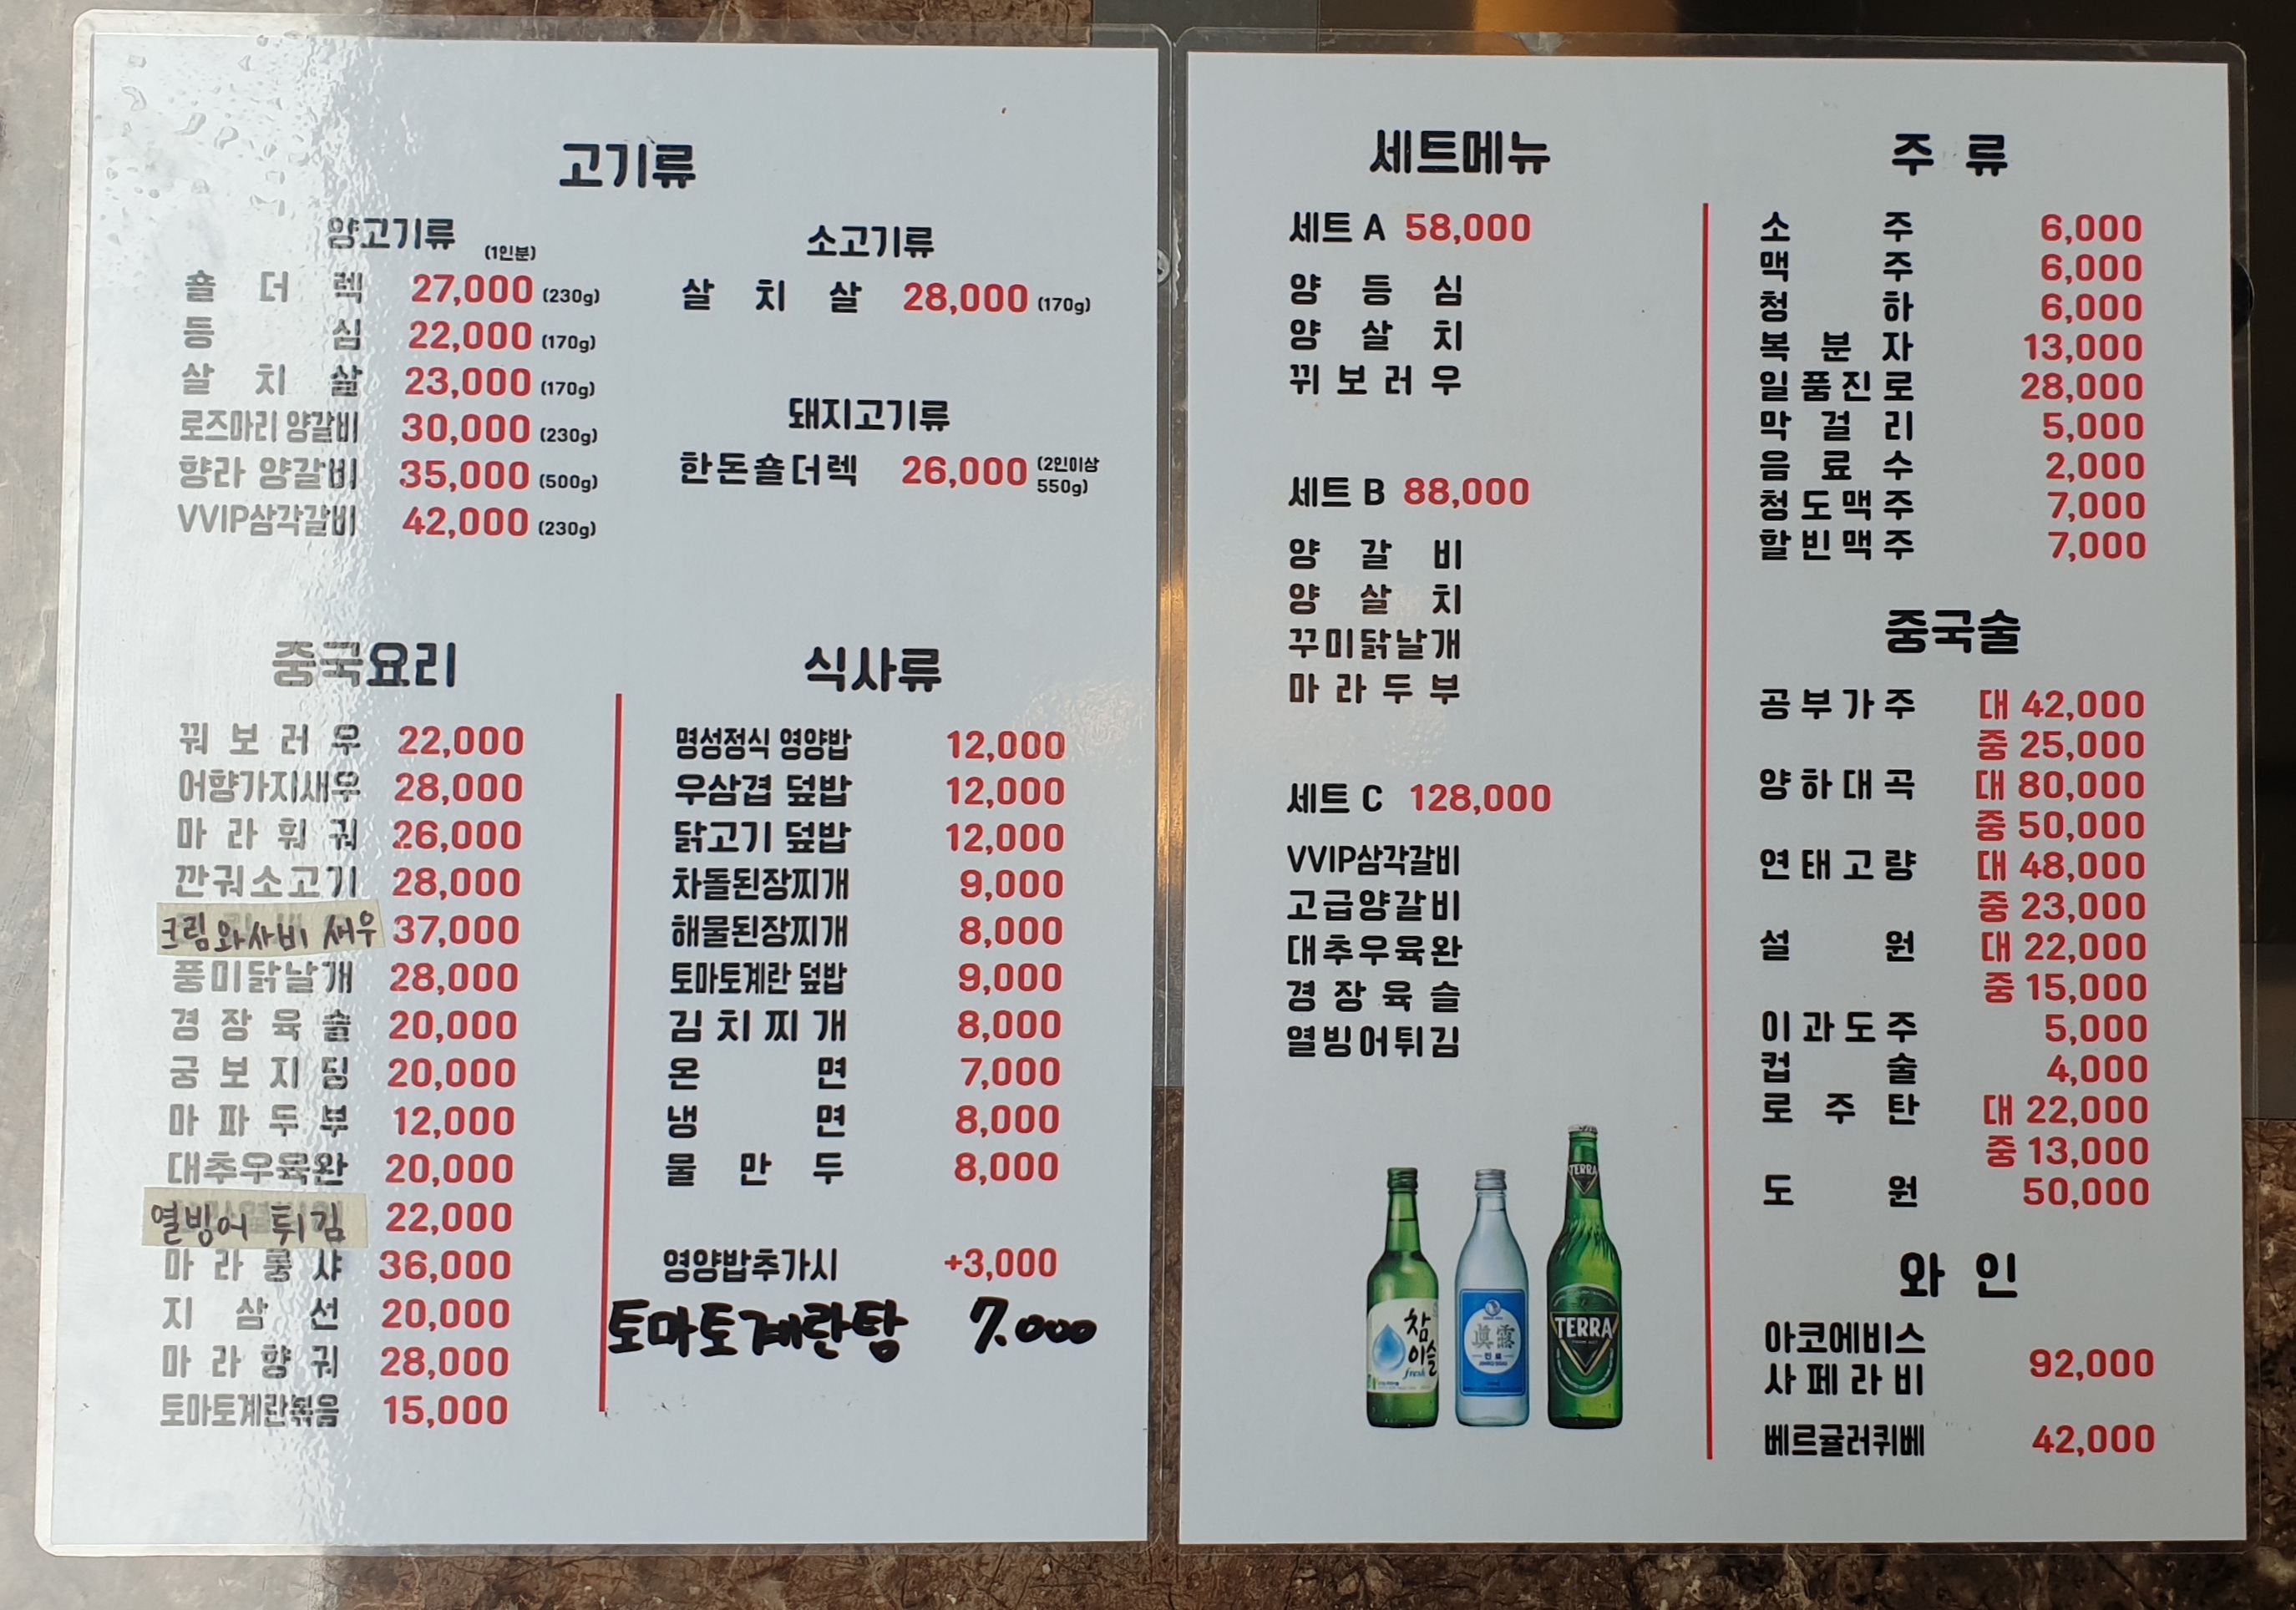 고기류
양고기류 (1인분)
숄더렉 27,000 (230g)
등심 22,000 (170g)
살치살 23,000 (170g)
로즈마리 양갈비 30,000 (230g)
향라 양갈비 35,000 (500g)
VVIP삼각갈비 42,000 (230g)
소고기류
살치살 28,000 (170g)
돼지고기류
한돈숄더렉 26,000 (2인이상
550g)
중국요리
꿔보러우 22,000
어향가지새우 28,000
마라훠궈 26,000
깐궈소고기 28,000
크림와사비 새우 37,000
풍미닭날개 28,000
경장육슬 20,000
궁보지딩 20,000
마파두부 12,000
대추우육완 20,000
열빙어 튀김 22,000
마라롱샤 36,000
지삼선 20,000
마라향궈 28,000
토마토계란볶음 15,000
식사류
명성정식 영양밥 12,000
우삼겹 덮밥 12,000
닭고기 덮밥 12,000
차돌된장찌개 9,000
해물된장찌개 8,000
토마토계란 덮밥 9,000
김치찌개 8,000
온면 7,000
냉면 8,000
물만두 8,000
영양밥추가시 +3,000
토마토계란탕 7.000
세트메뉴
세트 A 58,000
양등심
양살치
뀌보러우
세트 B 88,000
양갈비
양살치
꾸미닭날개
마라두부
세트 C 128,000
VVIP삼각갈비
고급양갈비
대추우육완
경장육슬
열빙어튀김
참이슬
fresh
眞露
진로
TERRA
TERRA
주류
소주 6,000
맥주 6,000
청하 6,000
복분자 13,000
일품진로 28,000
막걸리 5,000
음료수 2,000
청도맥주 7,000
할빈맥주 7,000
중국술
공부가주 대 42,000
중 25,000
양하대곡 대 80,000
중 50,000
연태고량 대 48,000
중 23,000
설원 대 22,000
중 15,000
이과도주 5,000
컵술 4,000
로주탄 대 22,000
중 13,000
도원 50,000
와인
아코에비스
사페라비 92,000
베르귤러퀴베 42,000